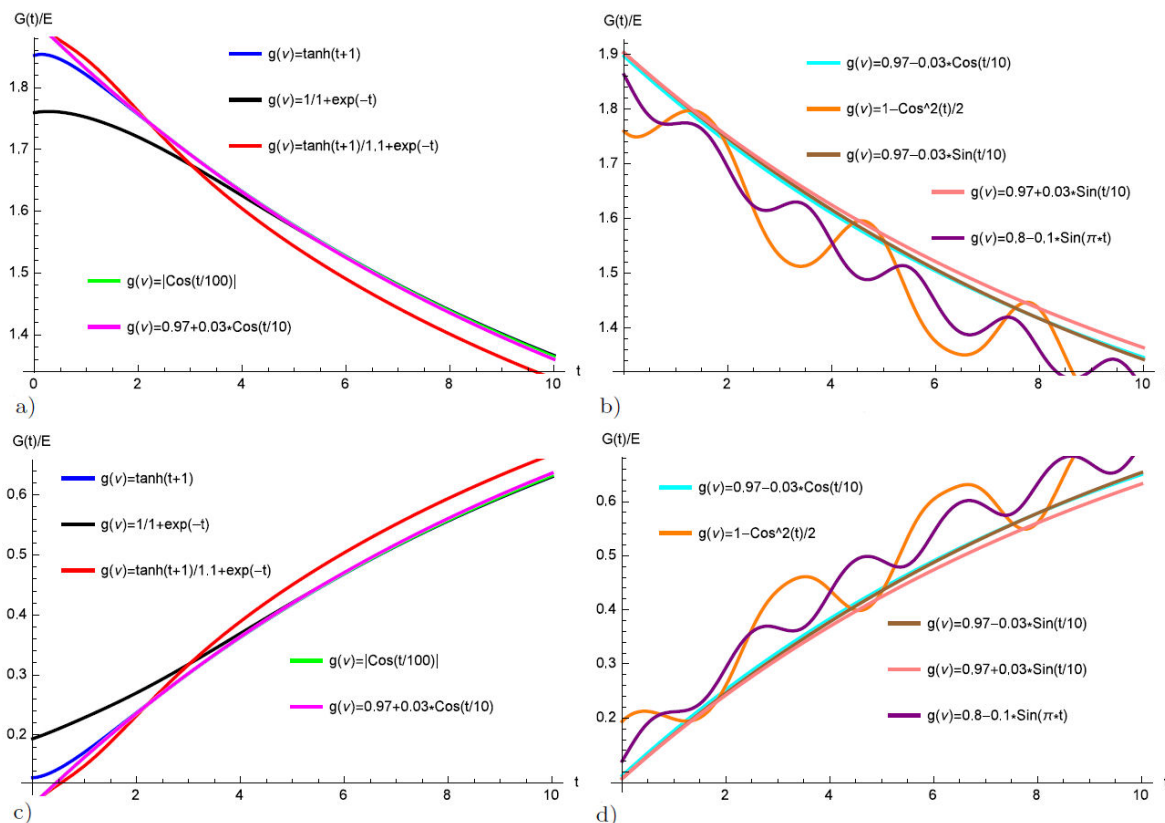 G(t)/E
1.8
1.7
1.6
1.5
1.4
0
2
4
6
8
10
t
g(v)=tanh(t+1)
g(v)=1/1+exp(−t)
g(v)=tanh(t+1)/1.1+exp(−t)
g(v)=|Cos(t/100)|
g(v)=0.97+0.03*Cos(t/10)
a)
G(t)/E
1.9
1.8
1.7
1.6
1.5
1.4
2
4
6
8
10
t
g(v)=0.97−0.03*Cos(t/10)
g(v)=1−Cos^2(t)/2
g(v)=0.97−0.03*Sin(t/10)
g(v)=0.97+0.03*Sin(t/10)
g(v)=0.8−0.1*Sin(π*t)
b)
G(t)/E
0.6
0.5
0.4
0.3
0.2
0
2
4
6
8
10
t
g(v)=tanh(t+1)
g(v)=1/1+exp(−t)
g(v)=tanh(t+1)/1.1+exp(−t)
g(v)=|Cos(t/100)|
g(v)=0.97+0.03*Cos(t/10)
c)
G(t)/E
0.6
0.5
0.4
0.3
0.2
2
4
6
8
10
t
g(v)=0.97−0.03*Cos(t/10)
g(v)=1−Cos^2(t)/2
g(v)=0.97−0.03*Sin(t/10)
g(v)=0.97+0.03*Sin(t/10)
g(v)=0.8−0.1*Sin(π*t)
d)